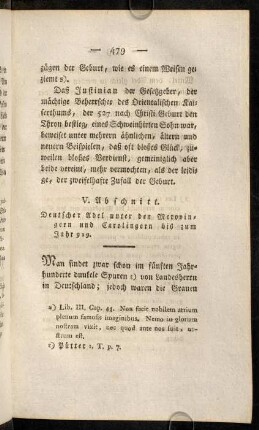 — 479 —
zügen der Geburt, wie es einem Weisen ge-
ziemt s).
Daß Justinian der Gesetzgeber, der
mächtige Beherrscher des Orientalischen Kai-
serthums, der 527 nach Christi Geburt den
Thron bestieg, eines Schweinhirten Sohn war,
beweiset unter mehrern ähnlichen, ältern und
neuern Beispielen, daß oft bloßes Glück, zu-
weilen bloßes Verdienst, gemeiniglich aber
beide vereint, mehr vermochten, als der leidi-
ge, der zweifelhafte Zufall der Geburt.
V. Abschnitt.
Deutscher Adel unter der Merovin-
gern und Carolingern bis zum
Jahr 919.
Man findet zwar schon im fünften Jahr-
hunderte dunkele Spuren t) von Landesherrn
in Deutschland; jedoch waren die Grauen
s) Lib. III. Cap. 45. Non facit nobilem atrium
plenum famosis imaginibus. Nemo in gloriam
nostram vixit, nec quod ante nos fuit, no-
strum est.
t) Pütter 1. T. p. 7.